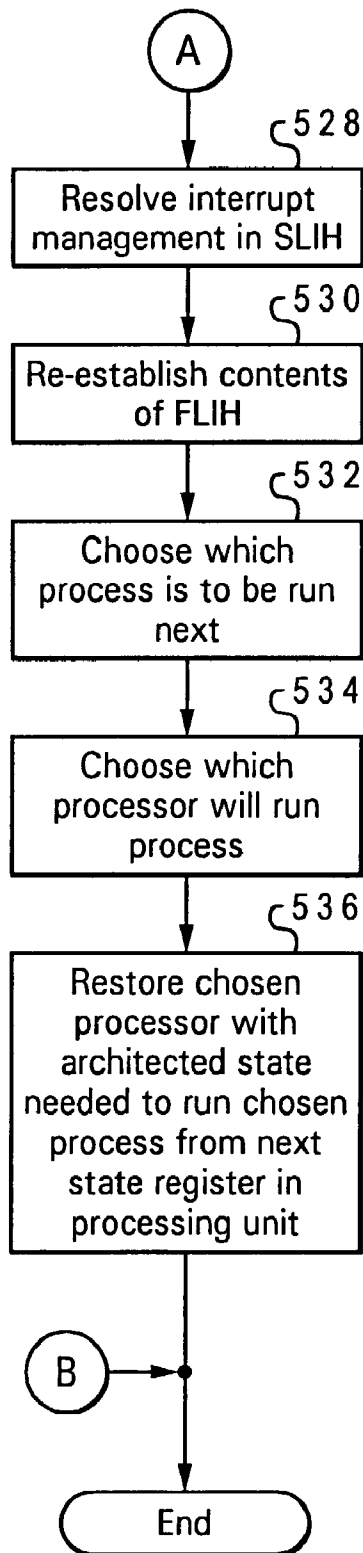 A
528
Resolve interrupt
management in SLIH
530
Re-establish contents
of FLIH
532
Choose which
process is to be run
next
534
Choose which
processor will run
process
536
Restore chosen
processor with
architected state
needed to run chosen
process from next
state register in
processing unit
B
End